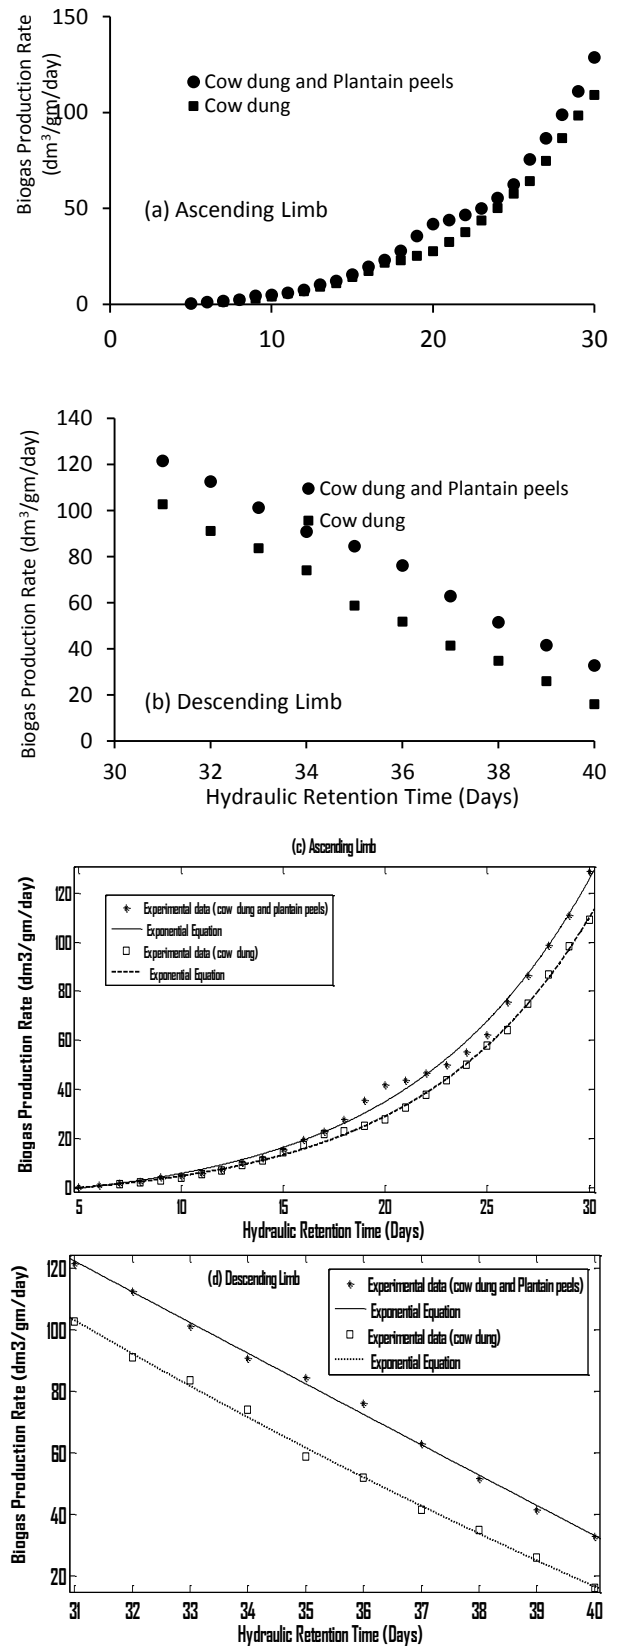 150
100
50
0
0
10
20
30
Biogas Production Rate
(dm³/gm/day)
Cow dung and Plantain peels
Cow dung
(a) Ascending Limb
140
120
100
80
60
40
20
0
30
32
34
36
38
40
Biogas Production Rate (dm³/gm/day)
Cow dung and Plantain peels
Cow dung
(b) Descending Limb
Hydraulic Retention Time (Days)
(c) Ascending Limb
120
100
80
60
40
20
0
5
10
15
20
25
30
Biogas Production Rate (dm3/gm/day)
Experimental data (cow dung and plantain peels)
Exponential Equation
Experimental data (cow dung)
Exponential Equation
Hydraulic Retention Time (Days)
(d) Descending Limb
120
100
80
60
40
20
31
32
33
34
35
36
37
38
39
40
Biogas Production Rate (dm3/gm/day)
Experimental data (cow dung and Plantain peels)
Exponential Equation
Experimental data (cow dung)
Exponential Equation
Hydraulic Retention Time (Days)